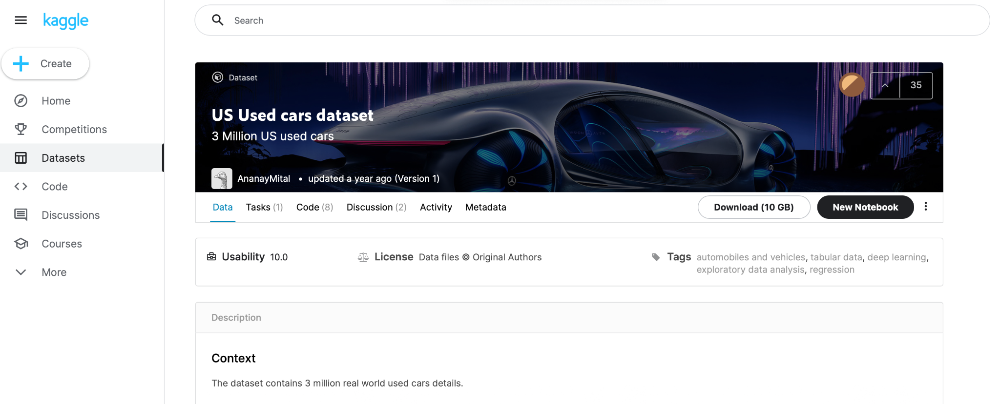 kaggle
Search
Create
Home
Competitions
Datasets
Code
Discussions
Courses
More
Dataset
35
US Used cars dataset
3 Million US used cars
VISION AVTR
AnanayMital • updated a year ago (Version 1)
Data Tasks (1) Code (8) Discussion (2) Activity Metadata Download (10 GB) New Notebook
Usability 10.0 License Data files © Original Authors Tags automobiles and vehicles, tabular data, deep learning,
exploratory data analysis, regression
Description
Context
The dataset contains 3 million real world used cars details.